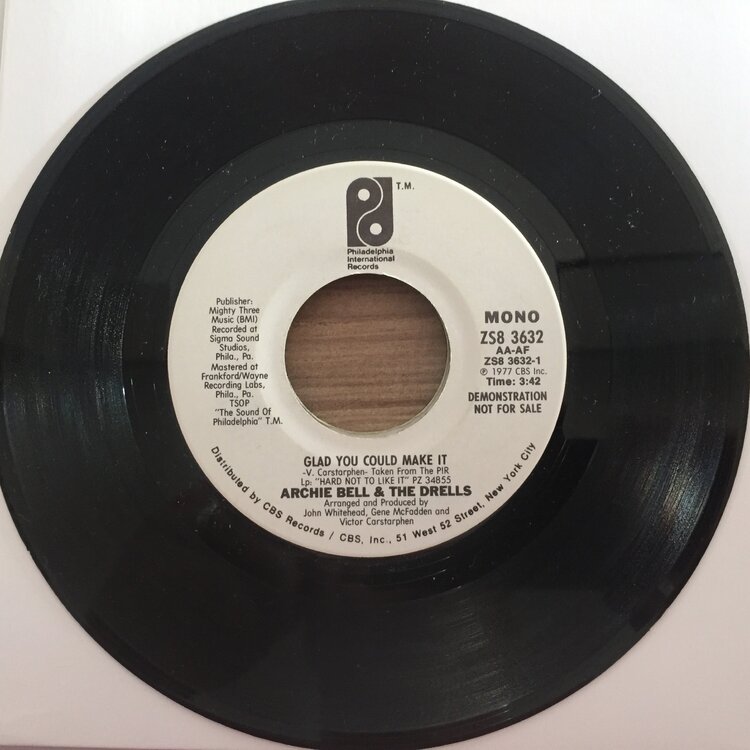 T.M.
Philadelphia
International
Records
Publisher:
Mighty Three
Music (BMI)
Recorded at
Sigma Sound
Studios,
Phila., Pa.
Mastered at
Frankford/Wayne
Recording Labs,
Phila., Pa.
TSOP
"The Sound Of
Philadelphia" T.M.
MONO
ZS8 3632
AA-AF
ZS8 3632-1
℗ 1977 CBS Inc.
Time: 3:42
DEMONSTRATION
NOT FOR SALE
GLAD YOU COULD MAKE IT
-V. Carstarphen- Taken From The PIR
Lp: "HARD NOT TO LIKE IT" PZ 34855
ARCHIE BELL & THE DRELLS
Arranged and Produced by
John Whitehead, Gene McFadden and
Victor Carstarphen
Distributed by CBS Records / CBS, Inc., 51 West 52 Street, New York City